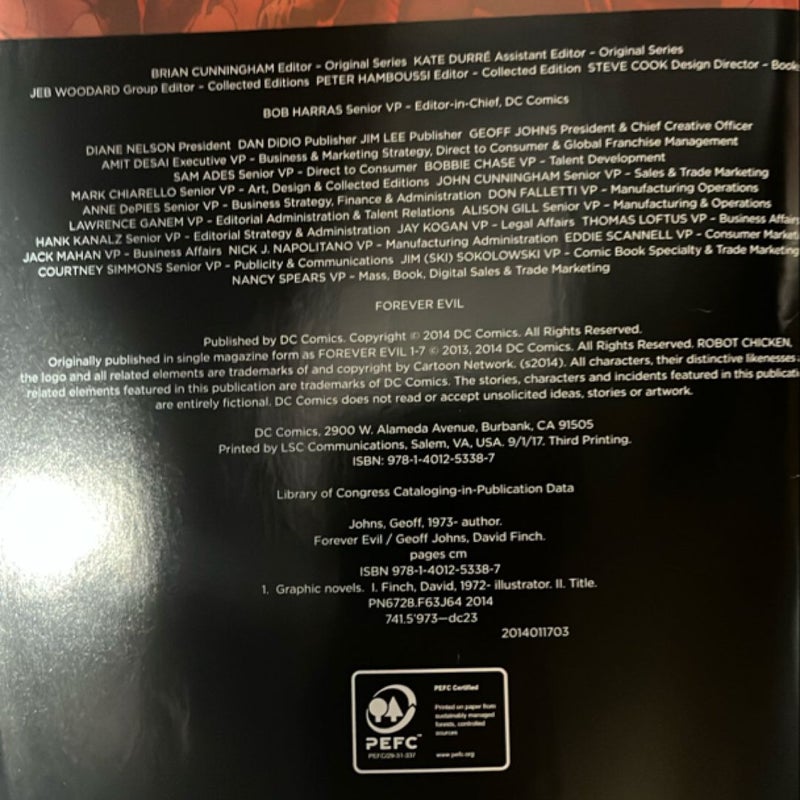 BRIAN CUNNINGHAM Editor - Original Series KATE DURRÉ Assistant Editor - Original Series
JEB WOODARD Group Editor - Collected Editions PETER HAMBOUSSI Editor - Collected Edition STEVE COOK Design Director - Book
BOB HARRAS Senior VP - Editor-in-Chief, DC Comics
DIANE NELSON President DAN DIDIO Publisher JIM LEE Publisher GEOFF JOHNS President & Chief Creative Officer
AMIT DESAI Executive VP - Business & Marketing Strategy, Direct to Consumer & Global Franchise Management
SAM ADES Senior VP - Direct to Consumer BOBBIE CHASE VP - Talent Development
MARK CHIARELLO Senior VP - Art, Design & Collected Editions JOHN CUNNINGHAM Senior VP - Sales & Trade Marketing
ANNE DePIES Senior VP - Business Strategy, Finance & Administration DON FALLETTI VP - Manufacturing Operations
LAWRENCE GANEM VP - Editorial Administration & Talent Relations ALISON GILL Senior VP - Manufacturing & Operations
HANK KANALZ Senior VP - Editorial Strategy & Administration JAY KOGAN VP - Legal Affairs THOMAS LOFTUS VP - Business Affairs
JACK MAHAN VP - Business Affairs NICK J. NAPOLITANO VP - Manufacturing Administration EDDIE SCANNELL VP - Consumer Market
COURTNEY SIMMONS Senior VP - Publicity & Communications JIM (SKI) SOKOLOWSKI VP - Comic Book Specialty & Trade Marketing
NANCY SPEARS VP - Mass, Book, Digital Sales & Trade Marketing
FOREVER EVIL
Published by DC Comics. Copyright © 2014 DC Comics. All Rights Reserved.
Originally published in single magazine form as FOREVER EVIL 1-7 © 2013, 2014 DC Comics. All Rights Reserved. ROBOT CHICKEN,
the logo and all related elements are trademarks of and copyright by Cartoon Network. (s2014). All characters, their distinctive likenesses
related elements featured in this publication are trademarks of DC Comics. The stories, characters and incidents featured in this publicati
are entirely fictional. DC Comics does not read or accept unsolicited ideas, stories or artwork.
DC Comics, 2900 W. Alameda Avenue, Burbank, CA 91505
Printed by LSC Communications, Salem, VA, USA. 9/1/17. Third Printing.
ISBN: 978-1-4012-5338-7
Library of Congress Cataloging-in-Publication Data
Johns, Geoff, 1973- author.
Forever Evil / Geoff Johns, David Finch.
pages cm
ISBN 978-1-4012-5338-7
1. Graphic novels. I. Finch, David, 1972- illustrator. II. Title.
PN6728.F63J64 2014
741.5'973—dc23
2014011703
PEFC Certified
Printed on paper from
sustainably managed
forests, controlled
sources
PEFC™
PEFC/29-31-337
www.pefc.org